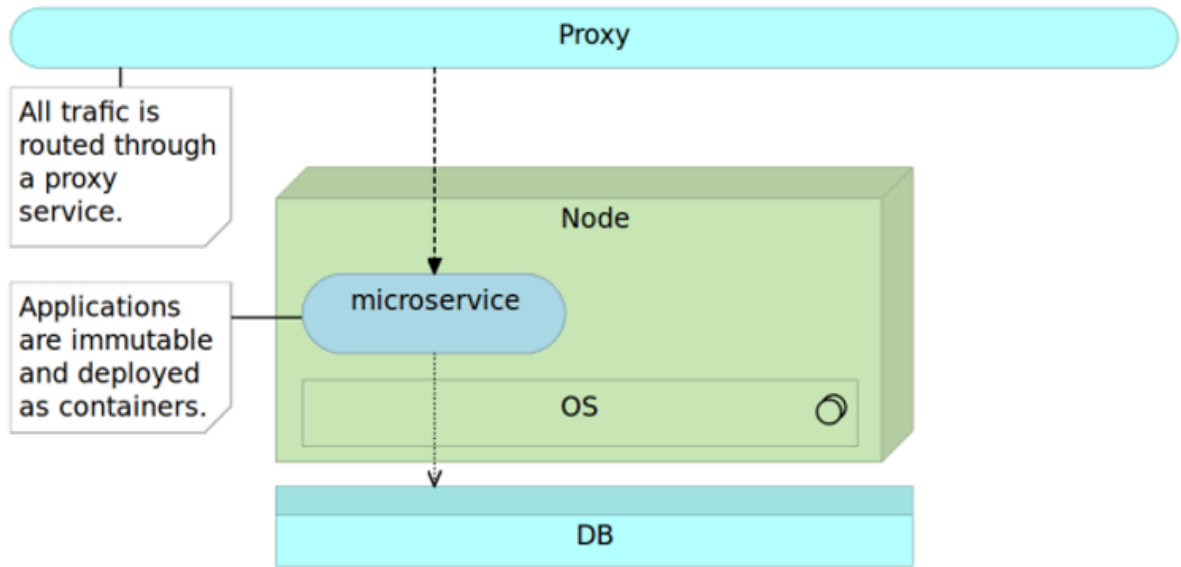 Proxy
All trafic is
routed through
a proxy
service.
Node
microservice
Applications
are immutable
and deployed
as containers.
OS
DB